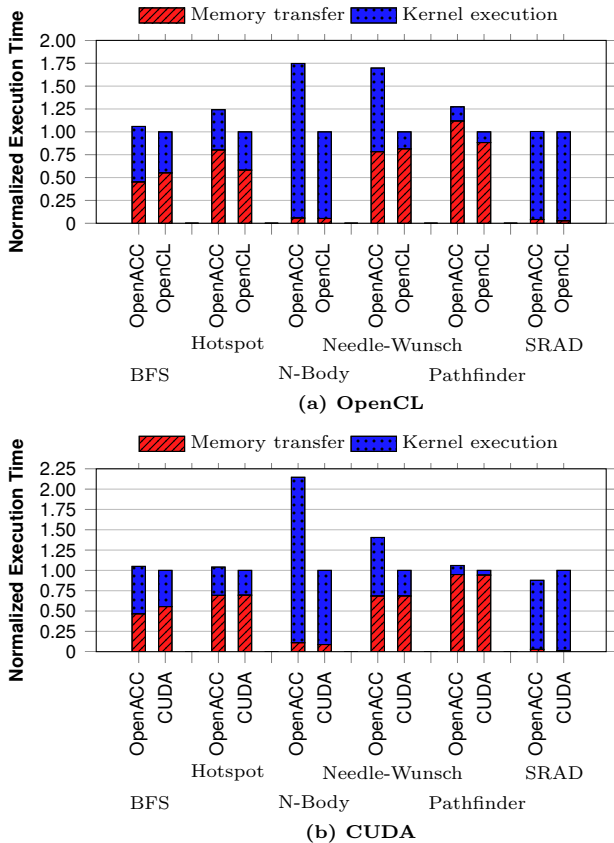 Memory transfer Kernel execution
Normalized Execution Time
2.00
1.75
1.50
1.25
1.00
0.75
0.50
0.25
0
OpenACC OpenCL OpenACC OpenCL OpenACC OpenCL OpenACC OpenCL OpenACC OpenCL OpenACC OpenCL
Hotspot Needle-Wunsch SRAD
BFS N-Body Pathfinder
(a) OpenCL
Memory transfer Kernel execution
Normalized Execution Time
2.25
2.00
1.75
1.50
1.25
1.00
0.75
0.50
0.25
0
OpenACC CUDA OpenACC CUDA OpenACC CUDA OpenACC CUDA OpenACC CUDA OpenACC CUDA
Hotspot Needle-Wunsch SRAD
BFS N-Body Pathfinder
(b) CUDA